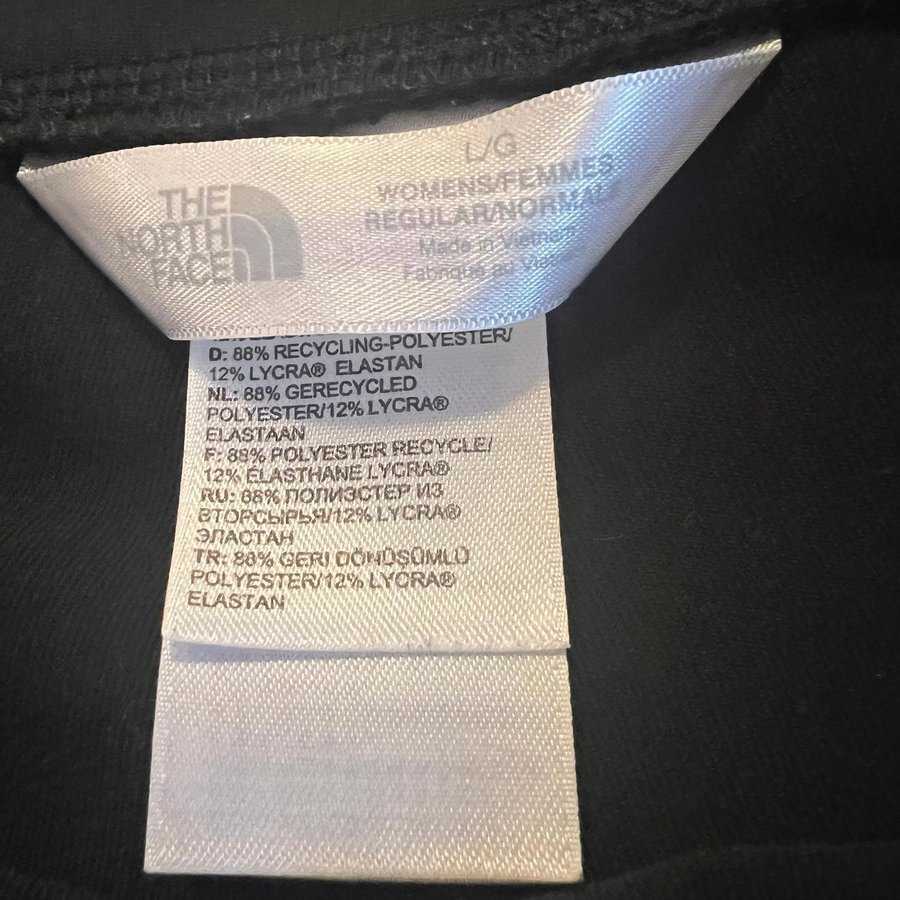 THE
NORTH
FACE
L/G
WOMENS/FEMMES
REGULAR/NORMALE
Made in Vietnam
Fabriqué au
D: 88% RECYCLING-POLYESTER/
12% LYCRA® ELASTAN
NL: 88% GERECYCLED
POLYESTER/12% LYCRA®
ELASTAAN
F: 88% POLYESTER RECYCLE/
12% ÉLASTHANE LYCRA®
RU: 88% ПОЛИЭСТЕР ИЗ
ВТОРСЫРЬЯ/12% LYCRA®
ЭЛАСТАН
TR: 88% GERİ DÖNÜŞÜMLÜ
POLYESTER/12% LYCRA®
ELASTAN